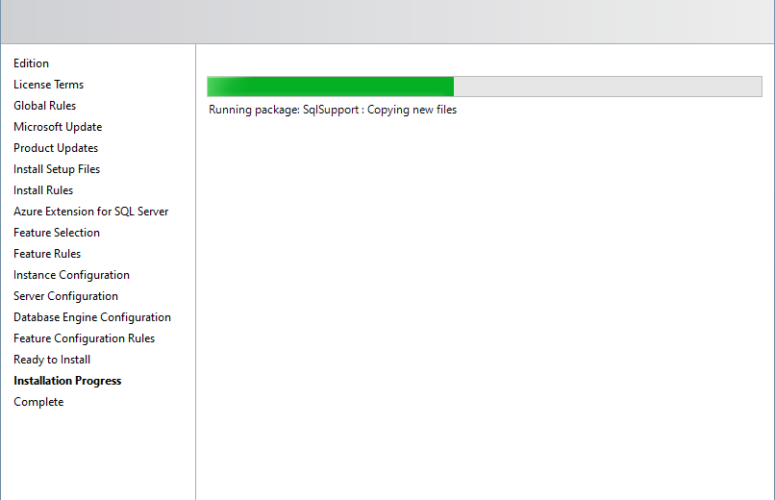 Edition
License Terms
Global Rules
Microsoft Update
Product Updates
Install Setup Files
Install Rules
Azure Extension for SQL Server
Feature Selection
Feature Rules
Instance Configuration
Server Configuration
Database Engine Configuration
Feature Configuration Rules
Ready to Install
Installation Progress
Complete
Running package: SqlSupport : Copying new files